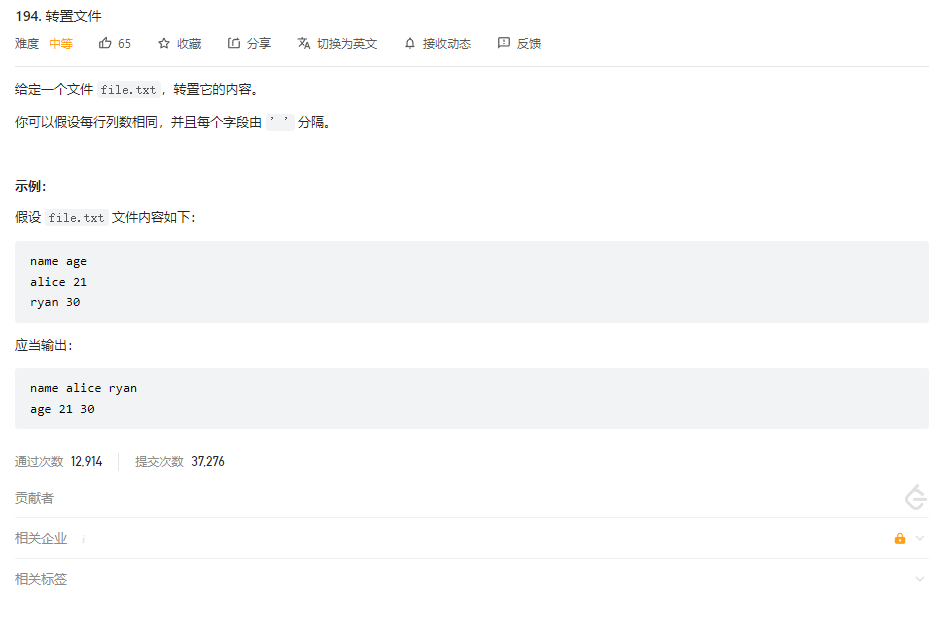 194. 转置文件
难度 中等 65 收藏 分享 切换为英文 接收动态 反馈
给定一个文件 file.txt，转置它的内容。
你可以假设每行列数相同，并且每个字段由 ' ' 分隔。
示例：
假设 file.txt 文件内容如下：
name age
alice 21
ryan 30
应当输出：
name alice ryan
age 21 30
通过次数 12,914 提交次数 37,276
贡献者
相关企业 i
相关标签